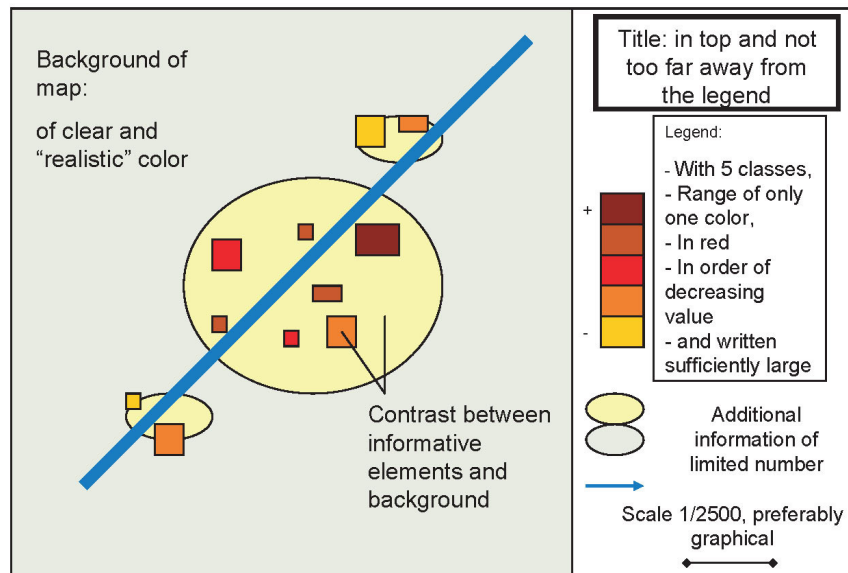 Background of
map:
of clear and
“realistic” color
Contrast between
informative
elements and
background
Title: in top and not
too far away from
the legend
Legend:
- With 5 classes,
- Range of only
one color,
- In red
- In order of
decreasing
value
- and written
sufficiently large
+
-
Additional
information of
limited number
Scale 1/2500, preferably
graphical